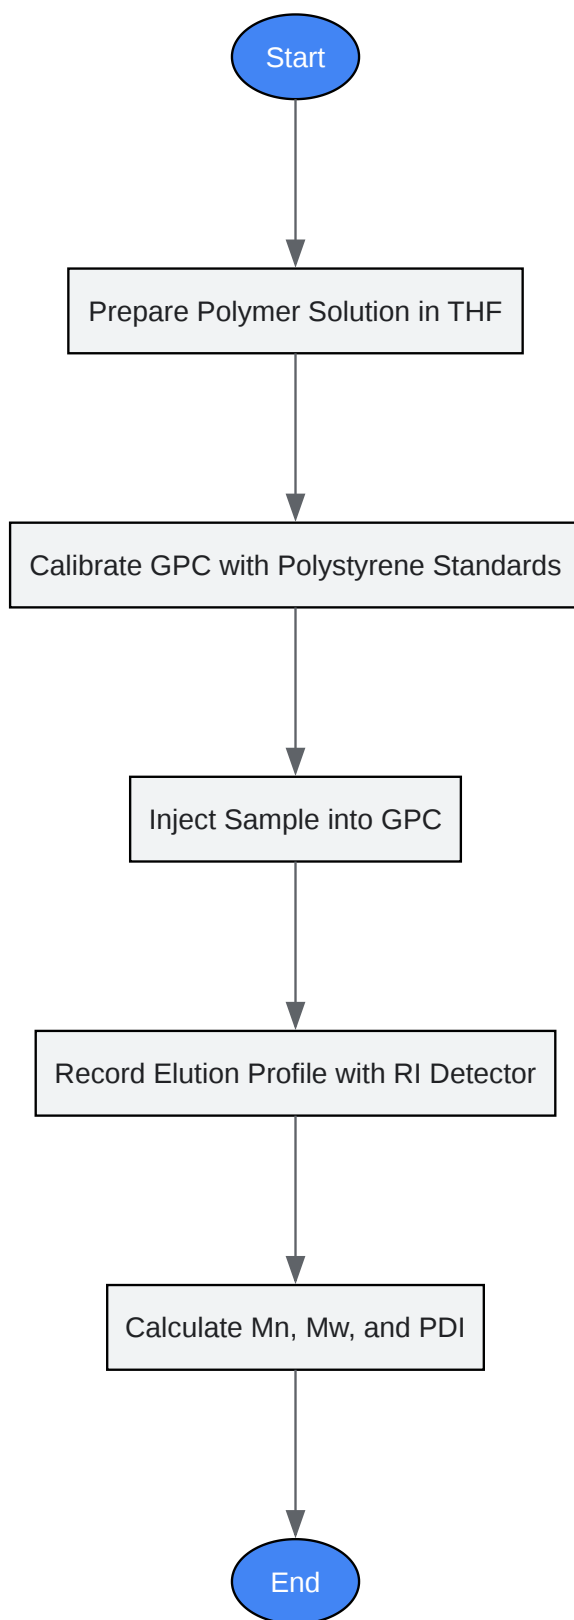 Start
Prepare Polymer Solution in THF
Calibrate GPC with Polystyrene Standards
Inject Sample into GPC
Record Elution Profile with RI Detector
Calculate Mn, Mw, and PDI
End